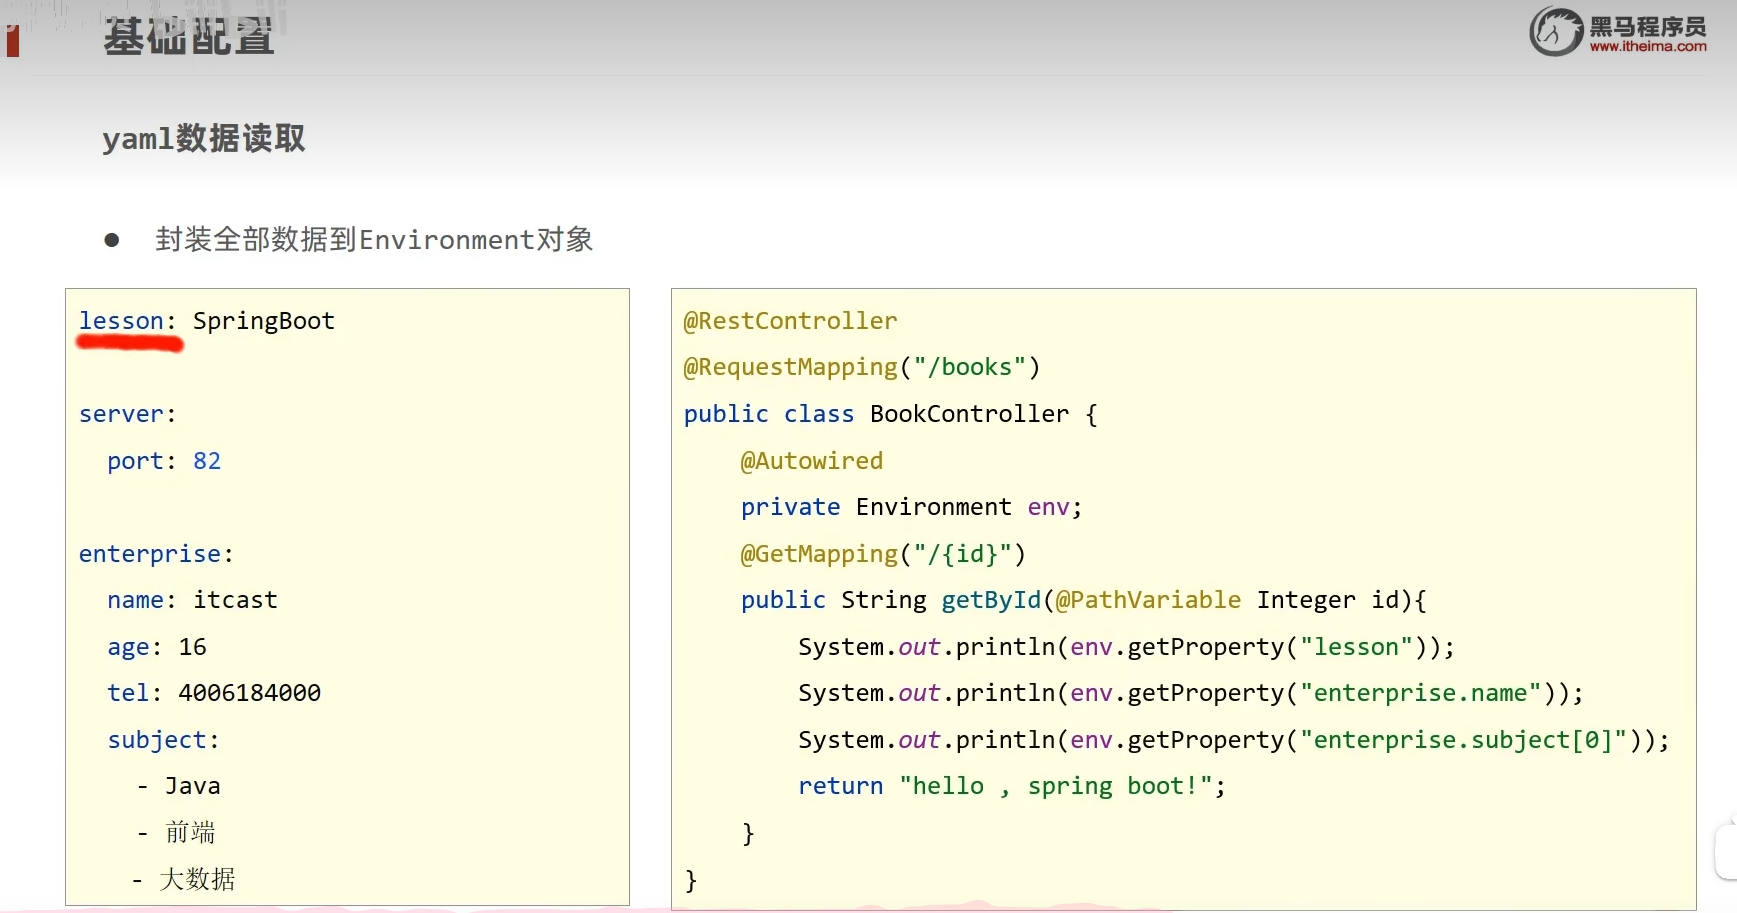 基础配置
黑马程序员
www.itheima.com
yaml数据读取
● 封装全部数据到Environment对象
lesson: SpringBoot
server:
  port: 82
enterprise:
  name: itcast
  age: 16
  tel: 4006184000
  subject:
    - Java
    - 前端
    - 大数据
@RestController
@RequestMapping("/books")
public class BookController {
    @Autowired
    private Environment env;
    @GetMapping("/{id}")
    public String getById(@PathVariable Integer id){
        System.out.println(env.getProperty("lesson"));
        System.out.println(env.getProperty("enterprise.name"));
        System.out.println(env.getProperty("enterprise.subject[0]"));
        return "hello , spring boot!";
    }
}